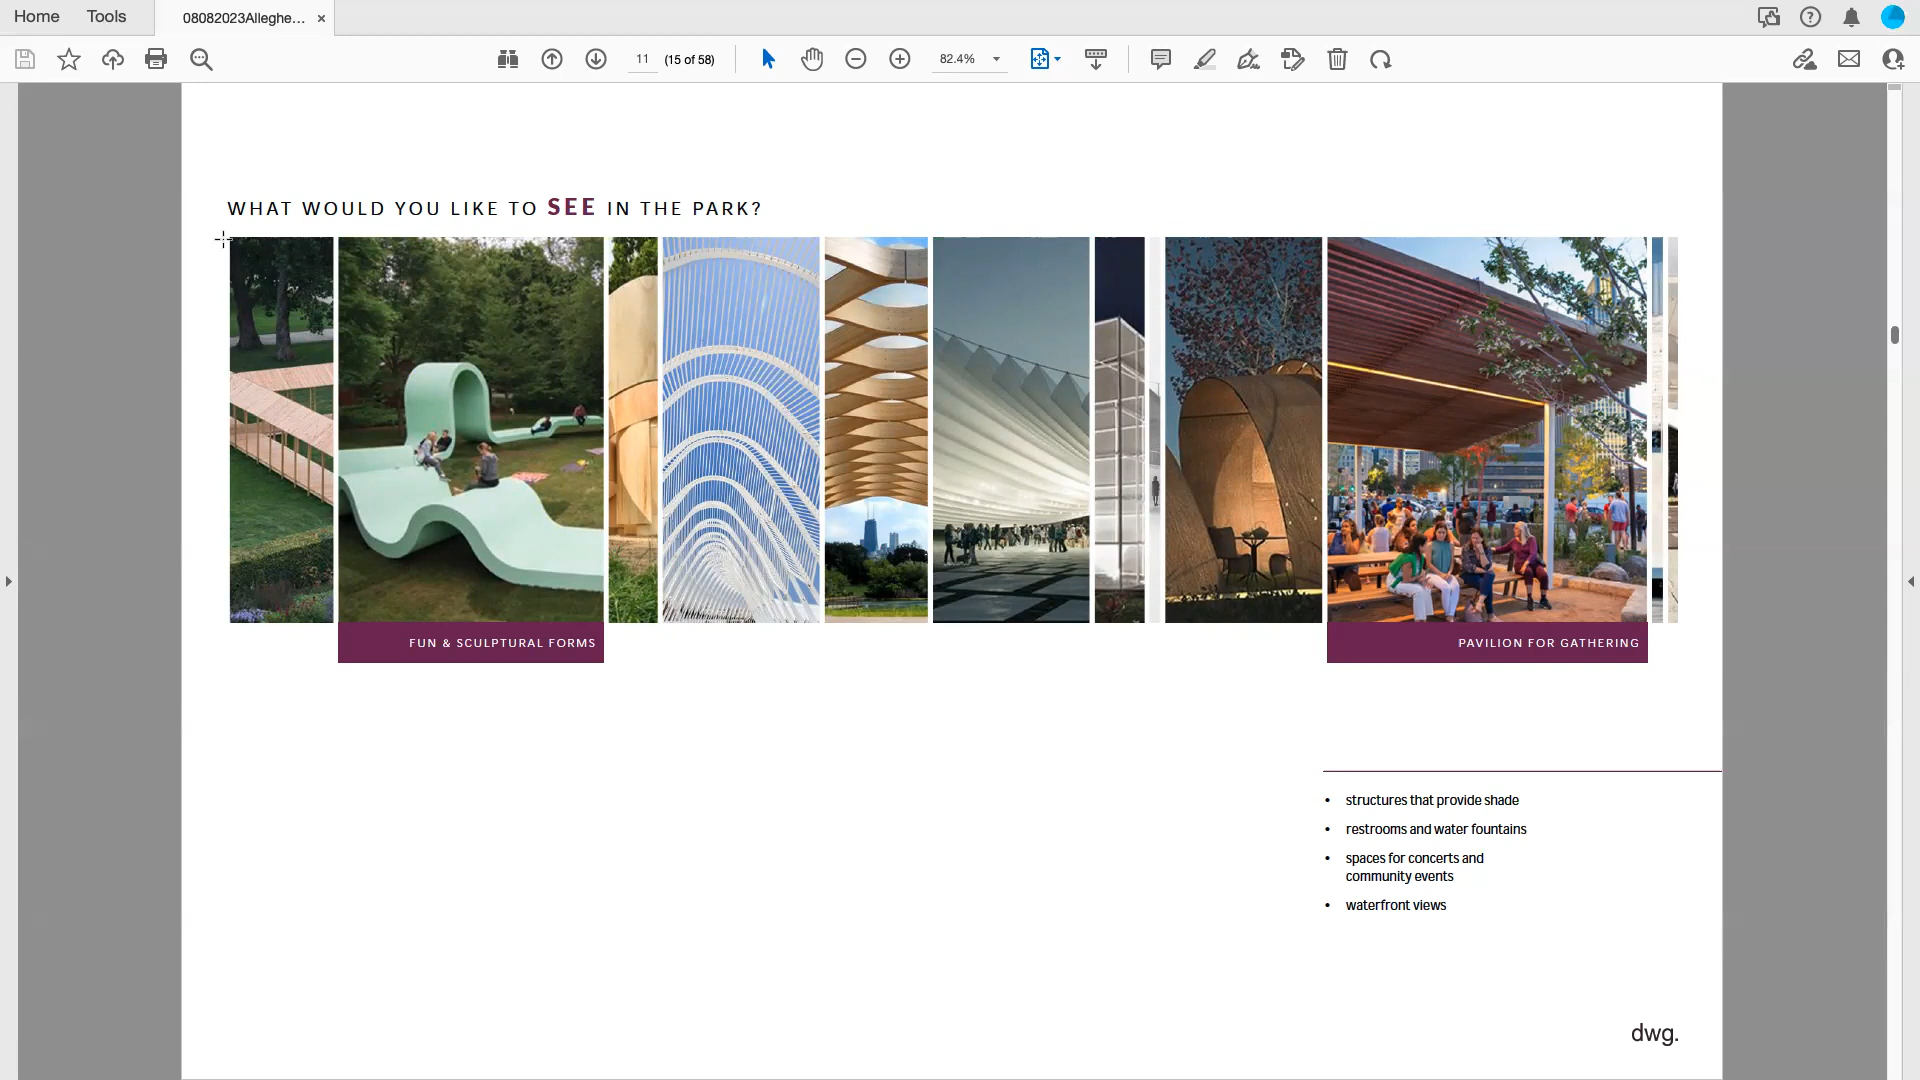 Home
Tools
08082023Alleghe...
11
(15 of 58)
82.4%
WHAT WOULD YOU LIKE TO SEE IN THE PARK?
FUN & SCULPTURAL FORMS
PAVILION FOR GATHERING
• structures that provide shade
• restrooms and water fountains
• spaces for concerts and
community events
• waterfront views
dwg.